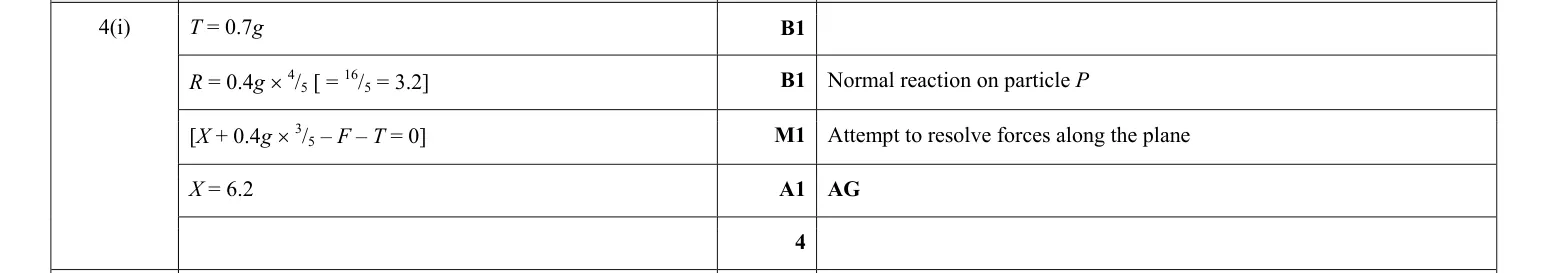 4(i) T = 0.7g B1
R = 0.4g × 4/5 [ = 16/5 = 3.2] B1 Normal reaction on particle P
[X + 0.4g × 3/5 – F – T = 0] M1 Attempt to resolve forces along the plane
X = 6.2 A1 AG
4